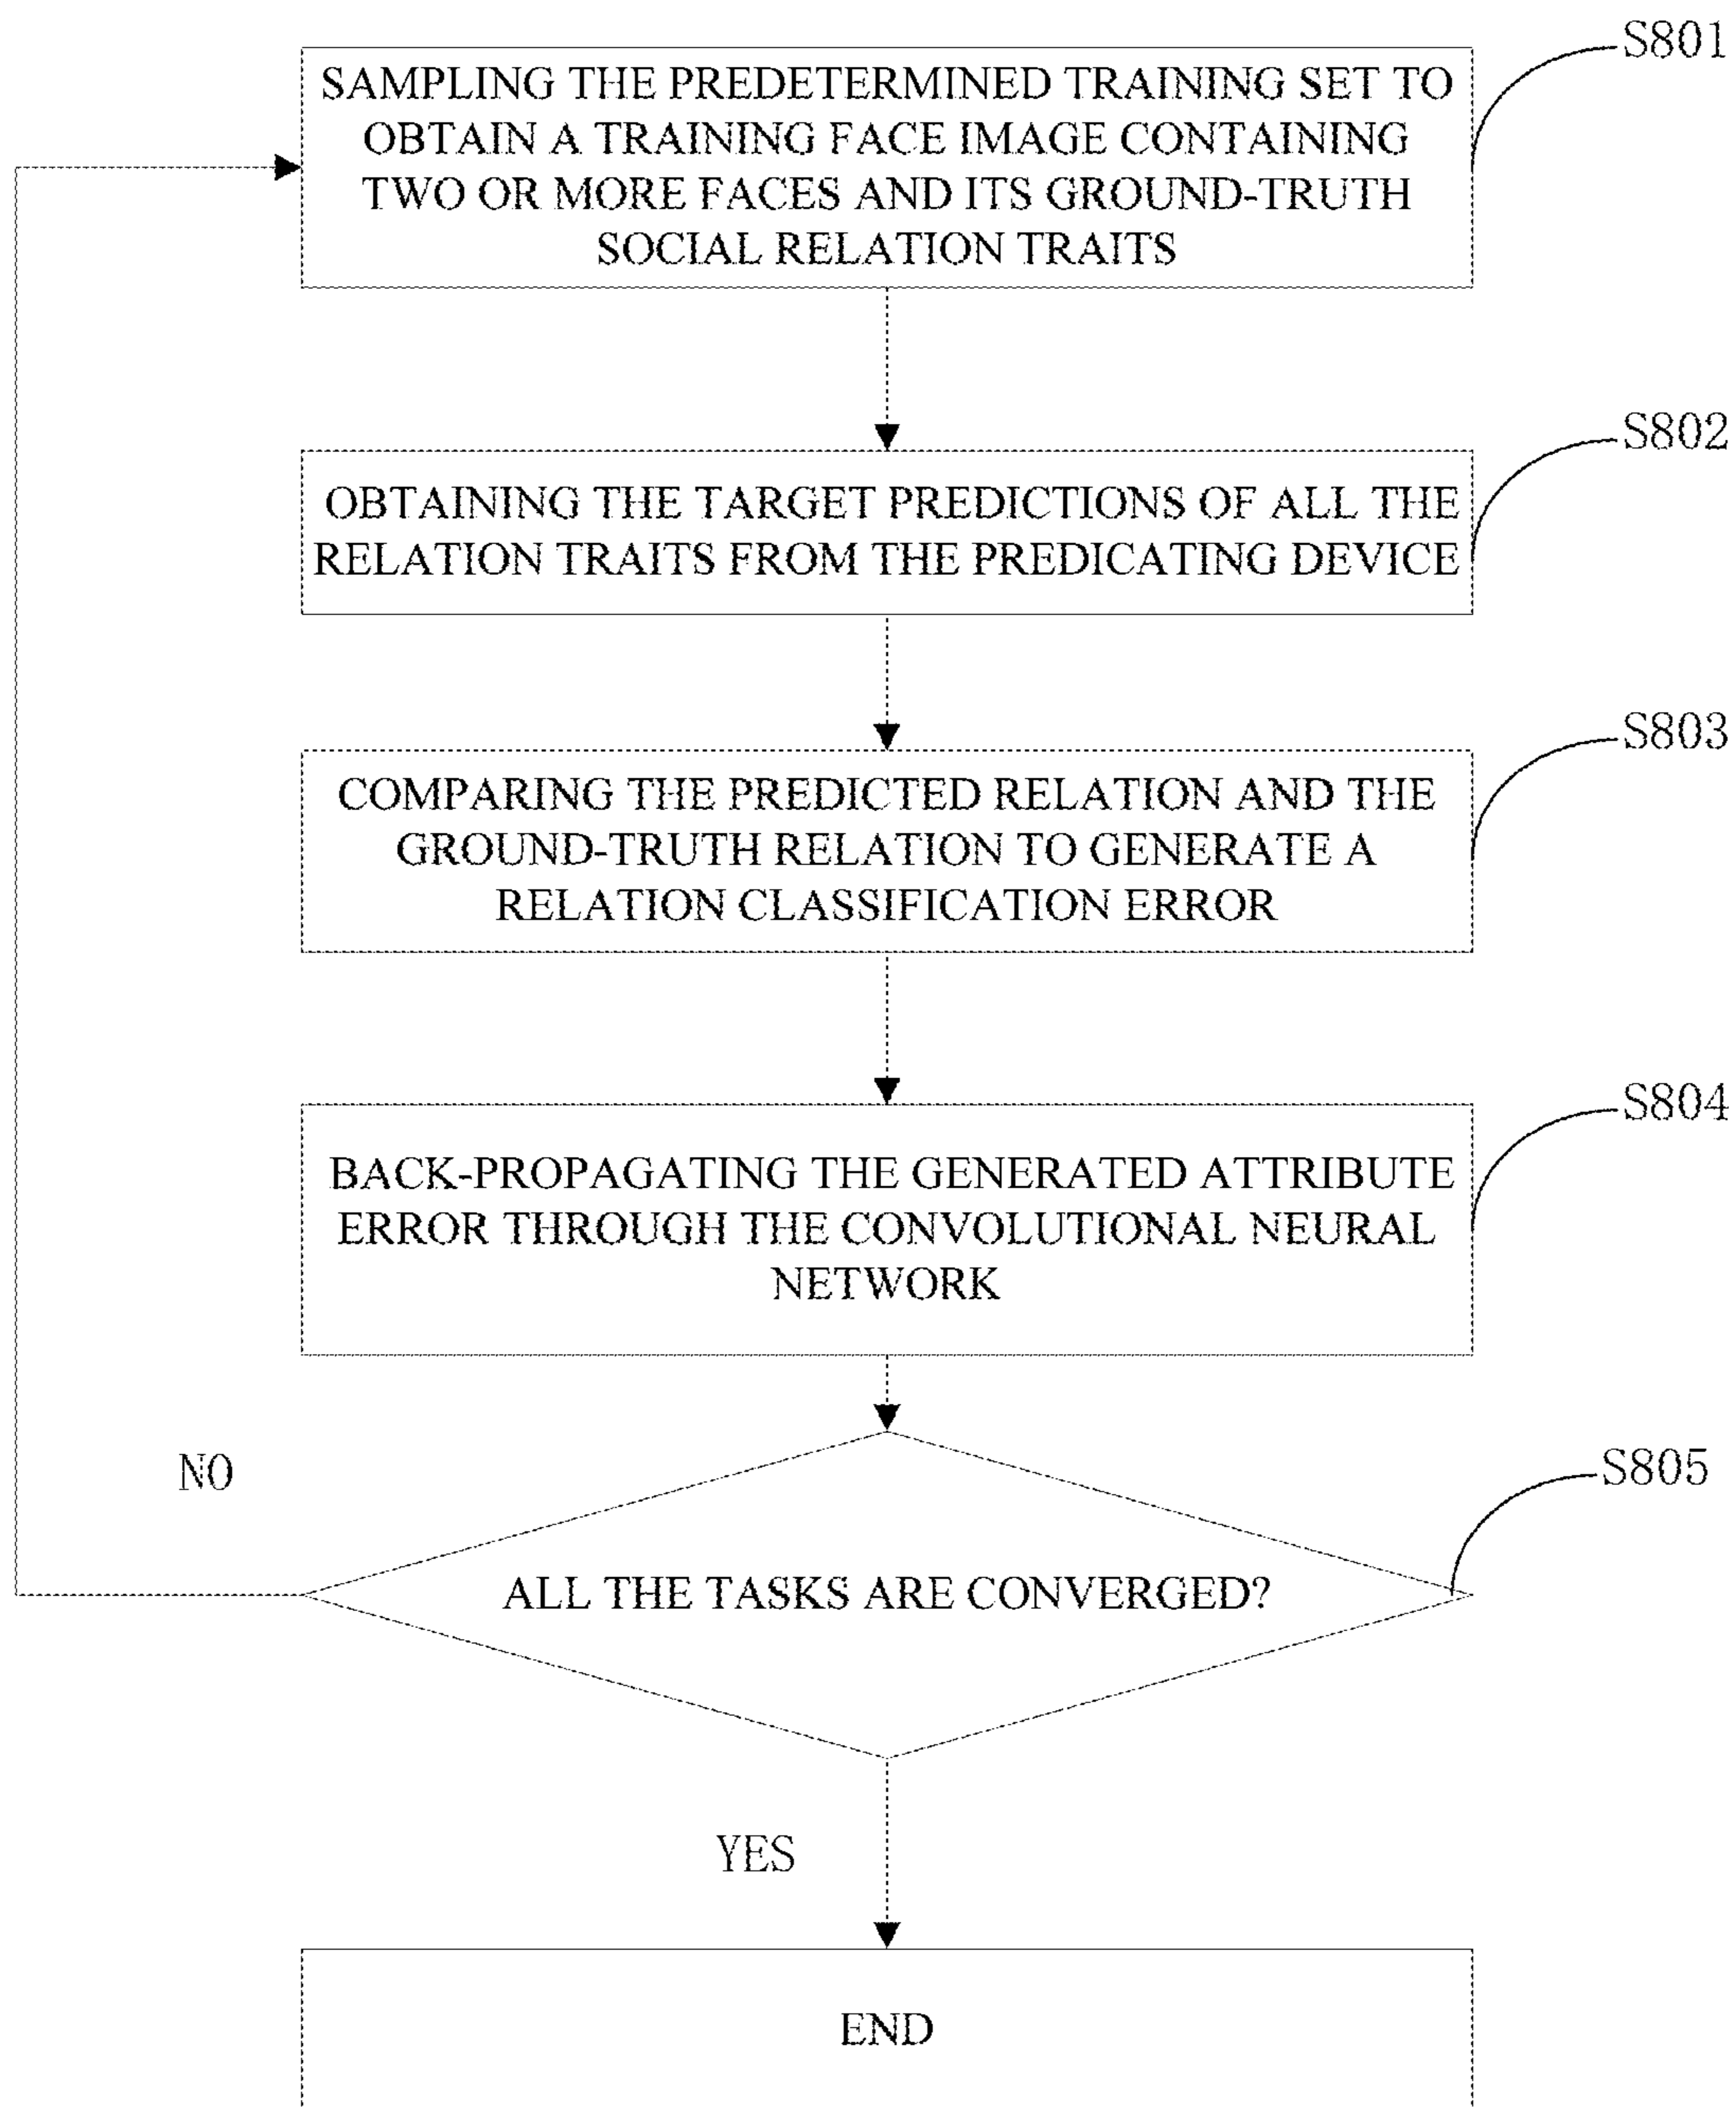 S801
SAMPLING THE PREDETERMINED TRAINING SET TO
OBTAIN A TRAINING FACE IMAGE CONTAINING
TWO OR MORE FACES AND ITS GROUND-TRUTH
SOCIAL RELATION TRAITS
S802
OBTAINING THE TARGET PREDICTIONS OF ALL THE
RELATION TRAITS FROM THE PREDICATING DEVICE
S803
COMPARING THE PREDICTED RELATION AND THE
GROUND-TRUTH RELATION TO GENERATE A
RELATION CLASSIFICATION ERROR
S804
BACK-PROPAGATING THE GENERATED ATTRIBUTE
ERROR THROUGH THE CONVOLUTIONAL NEURAL
NETWORK
NO
S805
ALL THE TASKS ARE CONVERGED?
YES
END